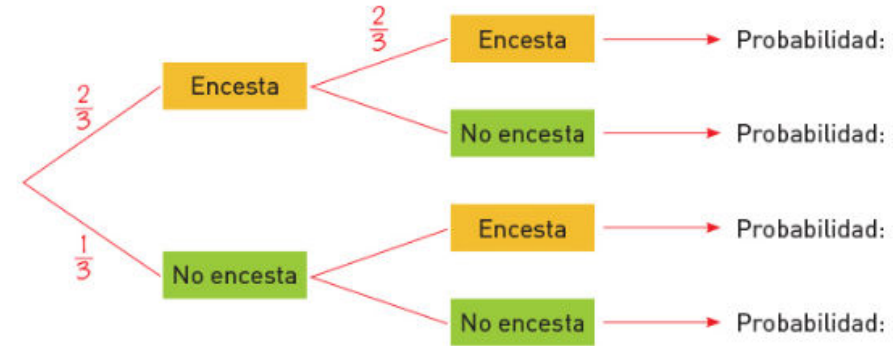 2/3
Encesta
Probabilidad:
2/3
Encesta
No encesta
Probabilidad:
Encesta
Probabilidad:
1/3
No encesta
No encesta
Probabilidad: